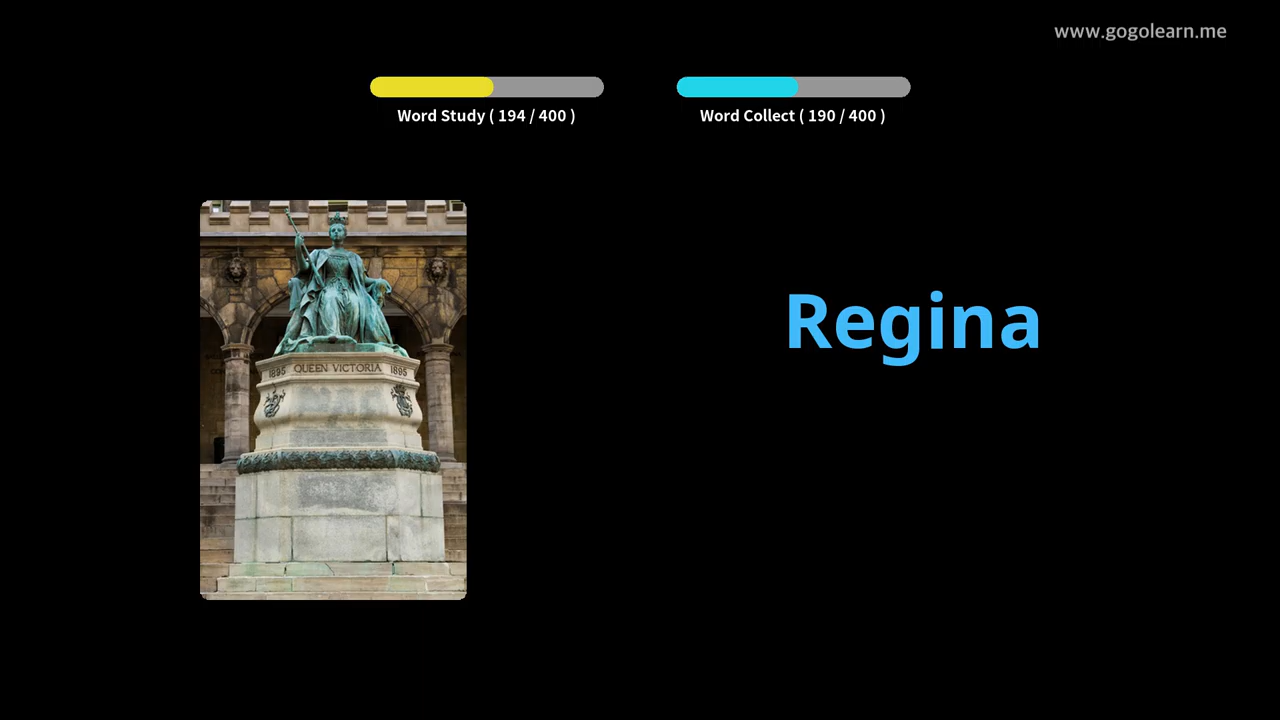 www.gogolearn.me
Word Study ( 194 / 400 )
Word Collect ( 190 / 400 )
1895 QUEEN VICTORIA 1895
Regina